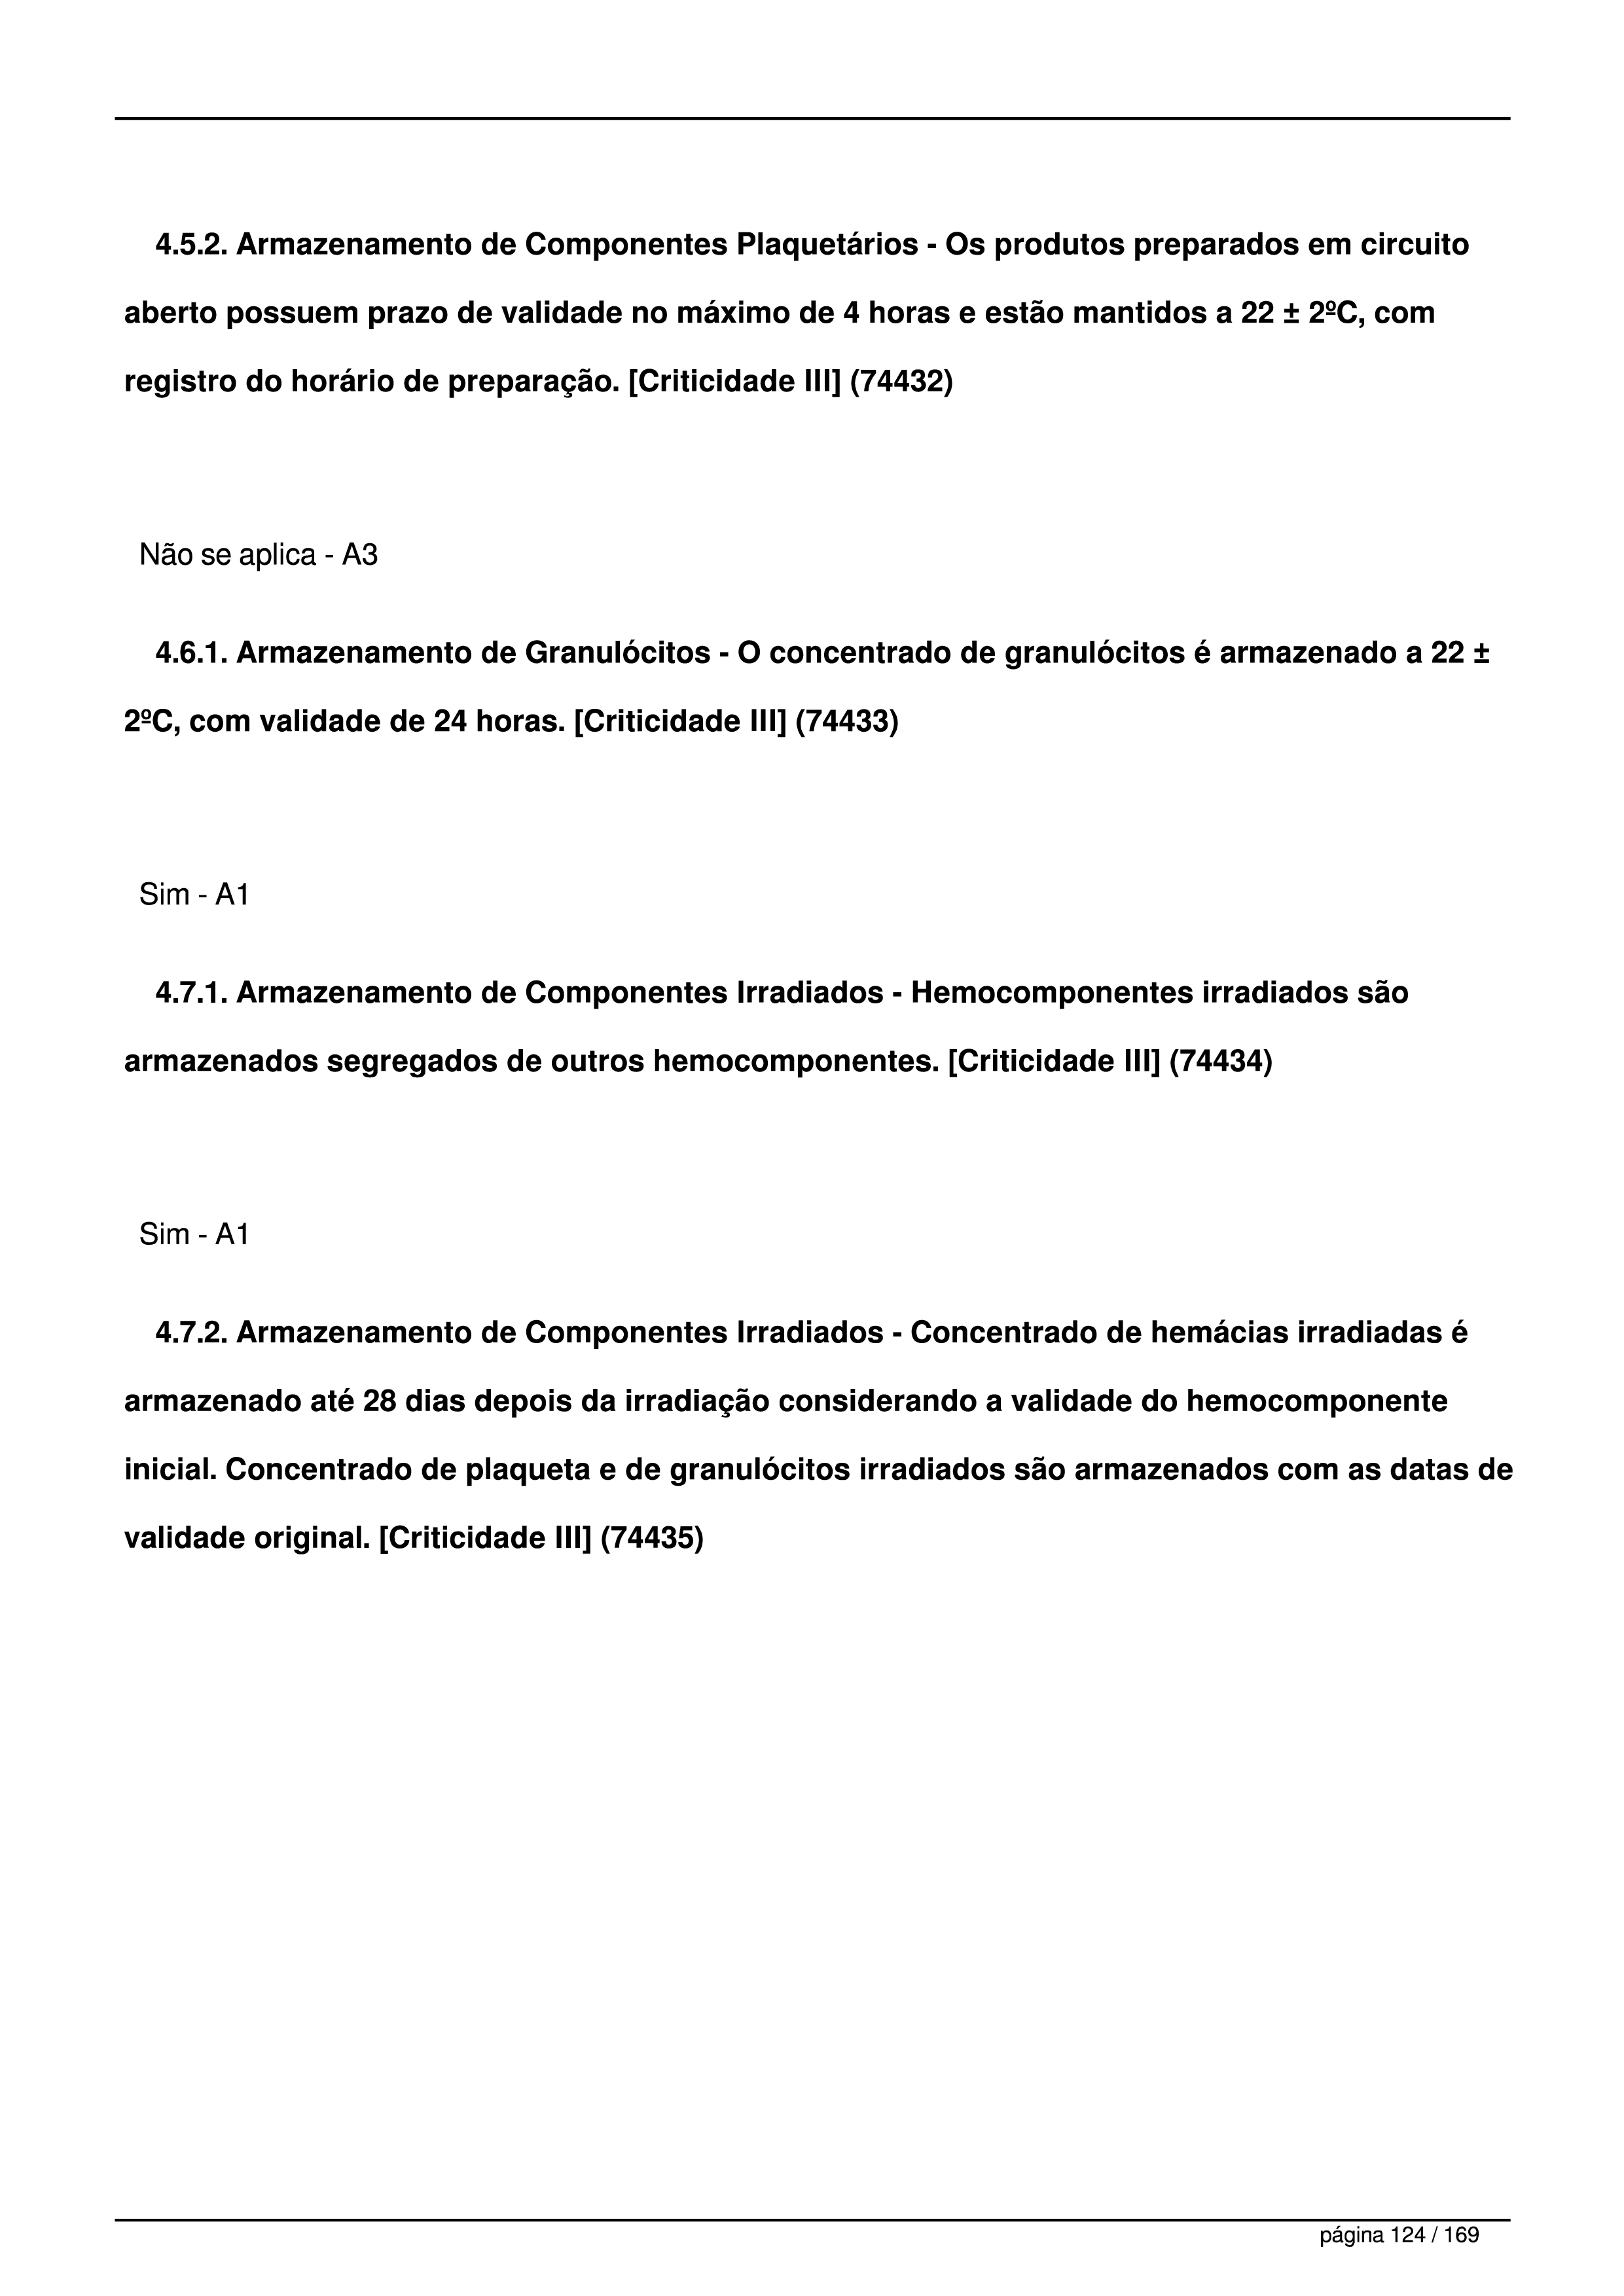 4.5.2. Armazenamento de Componentes Plaquetários - Os produtos preparados em circuito
aberto possuem prazo de validade no máximo de 4 horas e estão mantidos a 22 ± 2ºC, com
registro do horário de preparação. [Criticidade III] (74432)
Não se aplica - A3
4.6.1. Armazenamento de Granulócitos - O concentrado de granulócitos é armazenado a 22 ±
2ºC, com validade de 24 horas. [Criticidade III] (74433)
Sim - A1
4.7.1. Armazenamento de Componentes Irradiados - Hemocomponentes irradiados são
armazenados segregados de outros hemocomponentes. [Criticidade III] (74434)
Sim - A1
4.7.2. Armazenamento de Componentes Irradiados - Concentrado de hemácias irradiadas é
armazenado até 28 dias depois da irradiação considerando a validade do hemocomponente
inicial. Concentrado de plaqueta e de granulócitos irradiados são armazenados com as datas de
validade original. [Criticidade III] (74435)
página 124 / 169